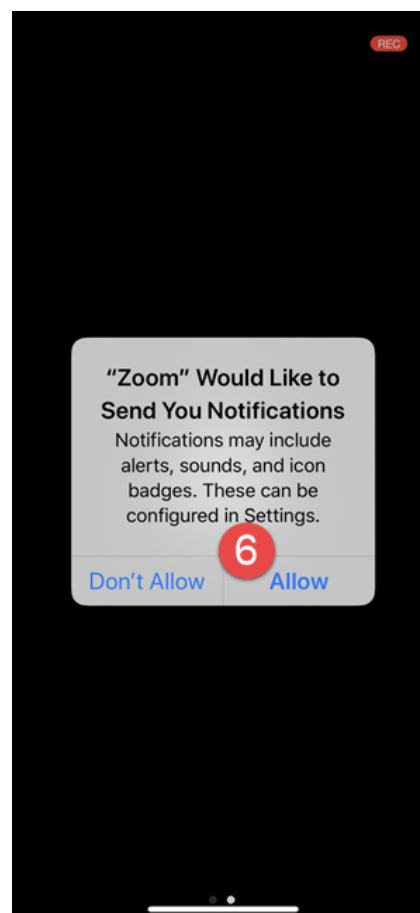 REC
“Zoom” Would Like to
Send You Notifications
Notifications may include
alerts, sounds, and icon
badges. These can be
configured in Settings.
6
Don’t Allow Allow